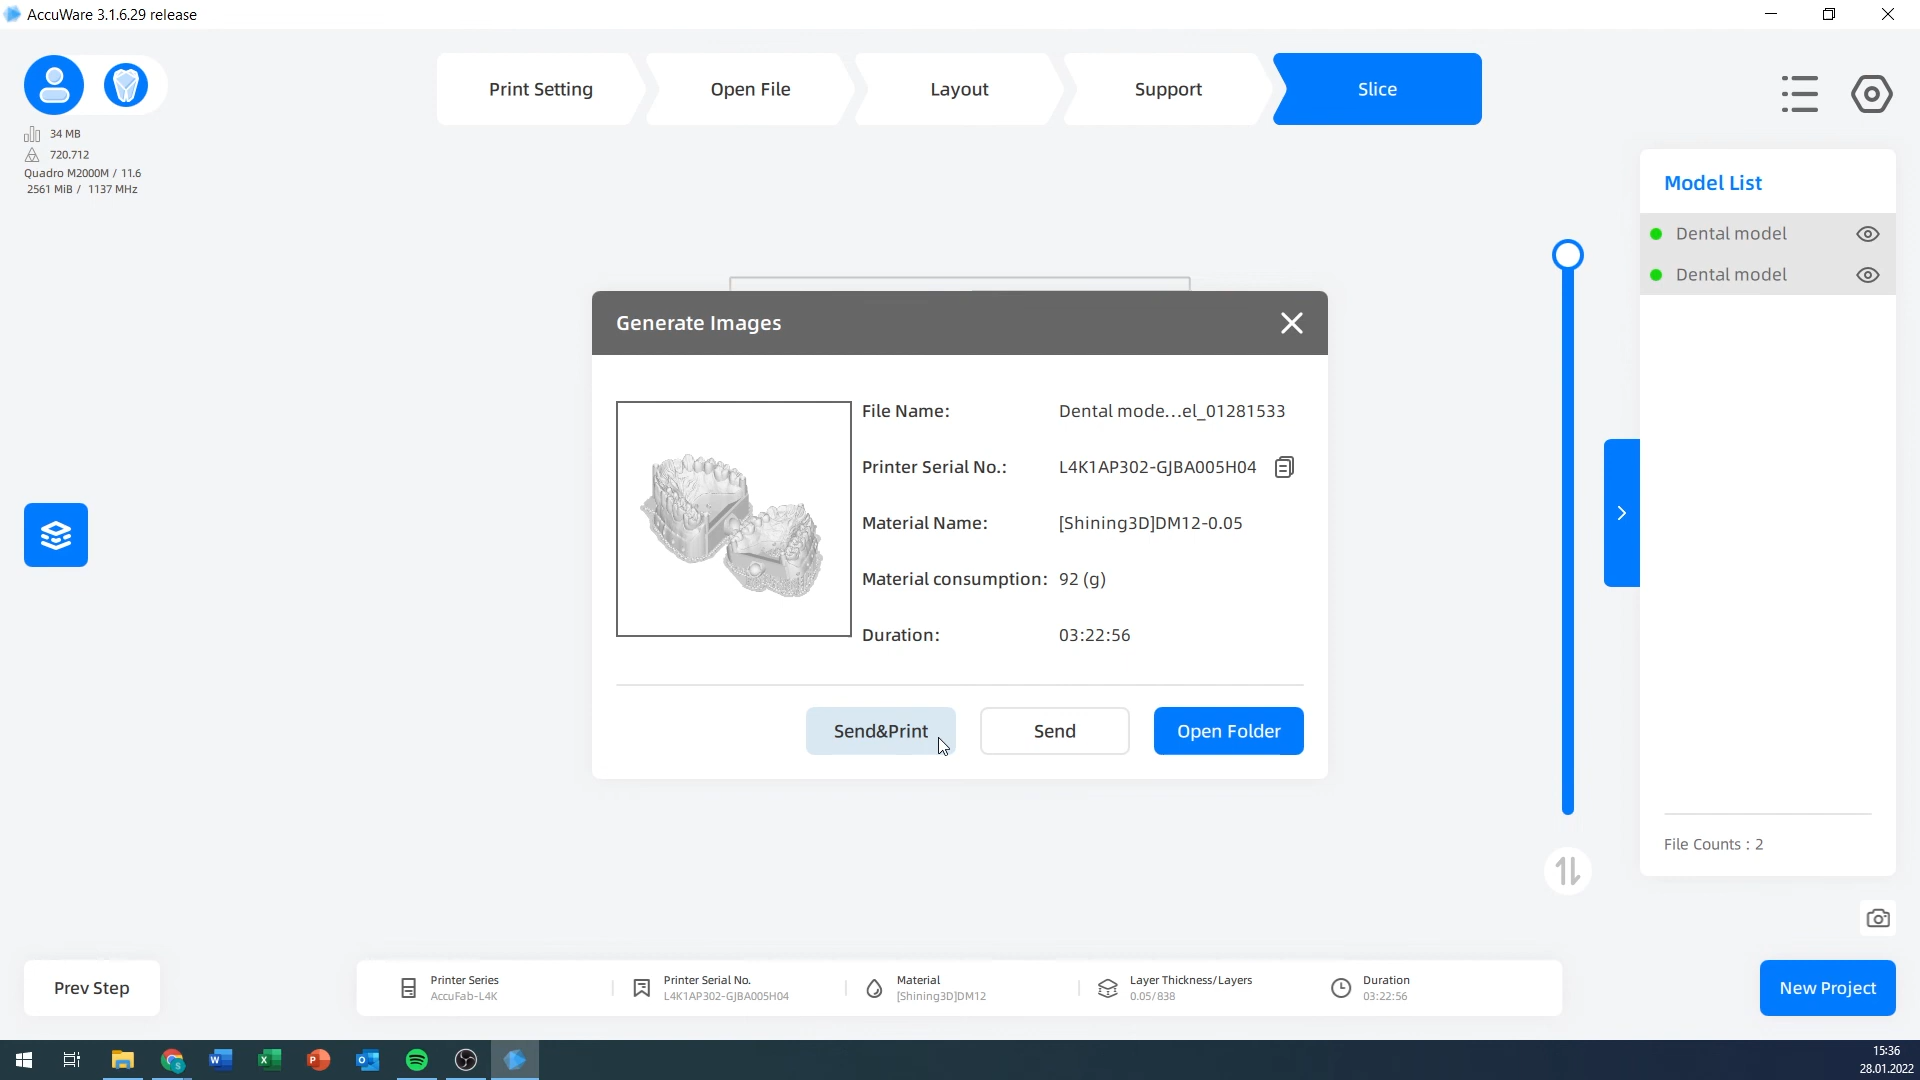 AccuWare 3.1.6.29 release
Print Setting
Open File
Layout
Support
Slice
34 MB
720.712
Quadro M2000M / 11.6
2561 MiB / 1137 MHz
Model List
Dental model
Dental model
File Counts : 2
Generate Images
File Name: Dental mode...el_01281533
Printer Serial No.: L4K1AP302-GJBA005H04
Material Name: [Shining3D]DM12-0.05
Material consumption: 92 (g)
Duration: 03:22:56
Send&Print
Send
Open Folder
Prev Step
Printer Series
AccuFab-L4K
Printer Serial No.
L4K1AP302-GJBA005H04
Material
[Shining3D]DM12
Layer Thickness/Layers
0.05/838
Duration
03:22:56
New Project
15:36
28.01.2022